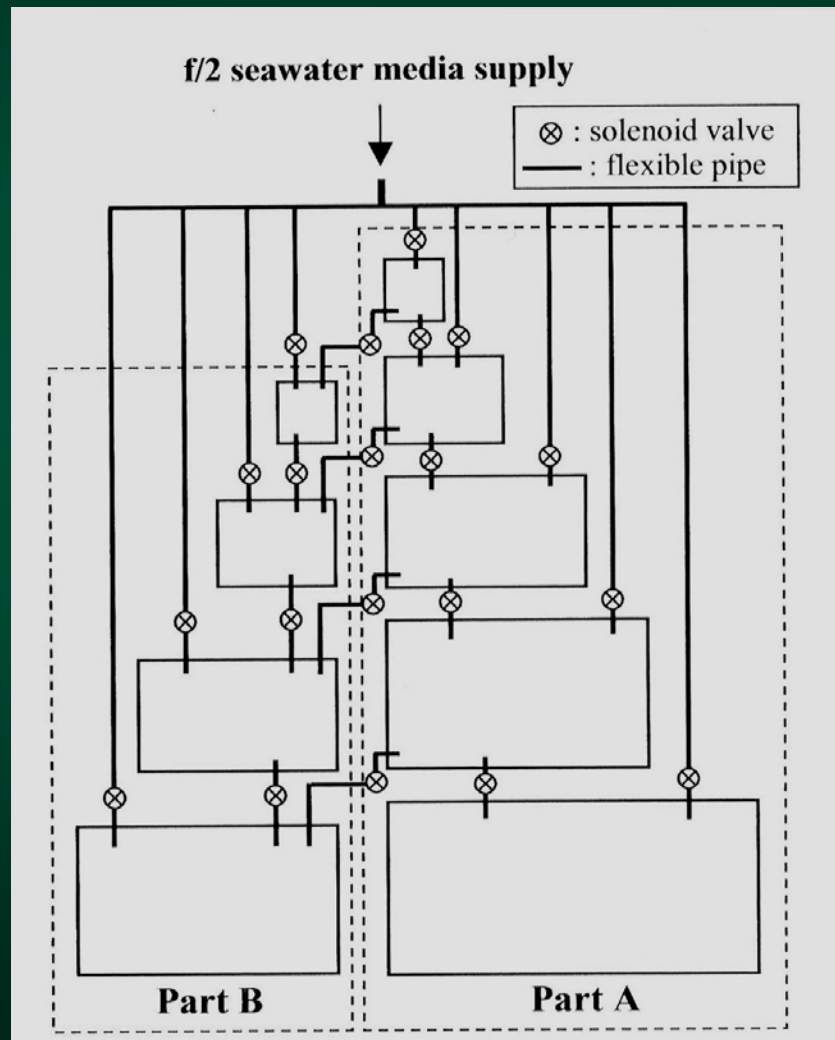 f/2 seawater media supply
⊗ : solenoid valve
— : flexible pipe
Part B
Part A